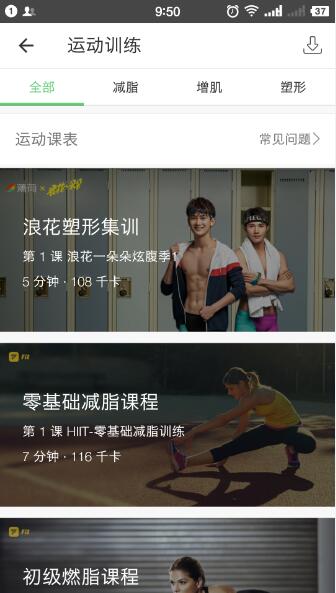 1
9:50
37
运动训练
全部 减脂 增肌 塑形
运动课表 常见问题
浪花塑形集训
第 1 课 浪花一朵朵炫腹季1
5 分钟 · 108 千卡
Fit
零基础减脂课程
第 1 课 HIIT-零基础减脂训练
7 分钟 · 116 千卡
Fit
初级燃脂课程